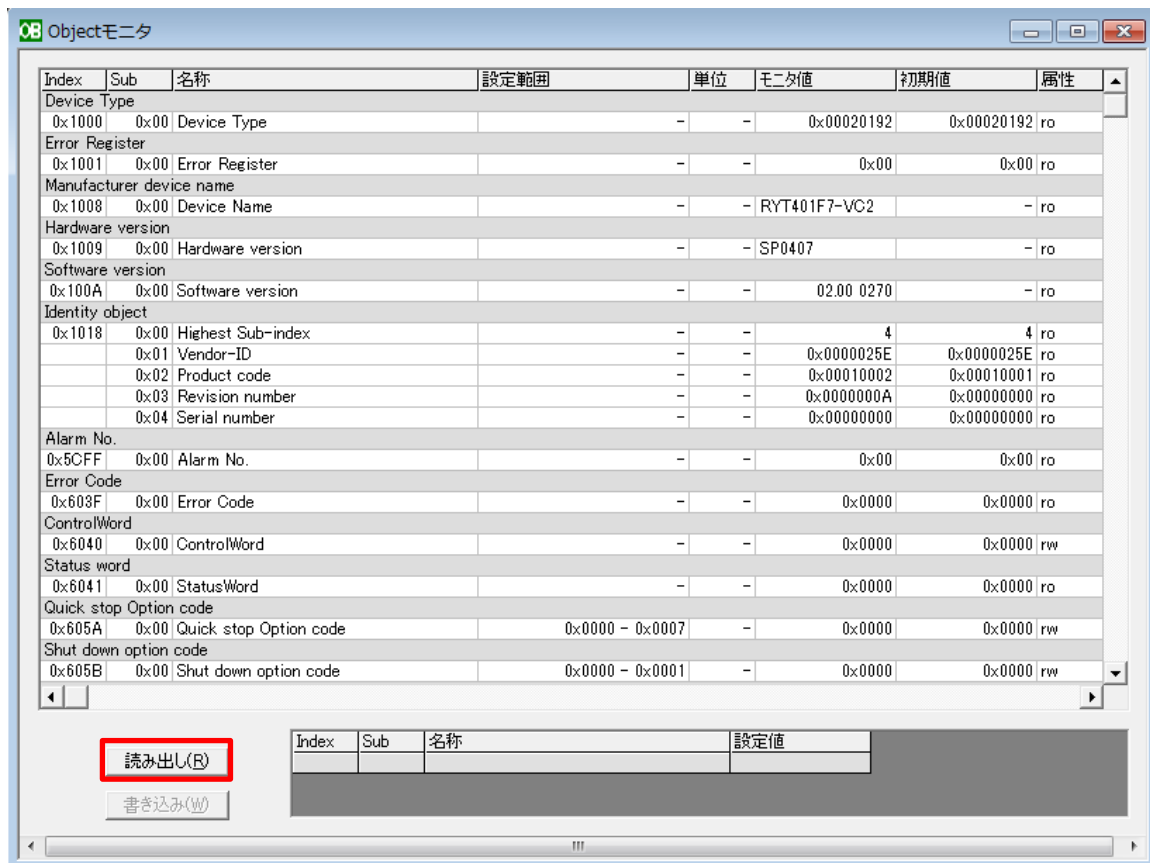 OB Objectモニタ
Index Sub 名称 設定範囲 単位 モニタ値 初期値 属性
Device Type
0x1000 0x00 Device Type - - 0x00020192 0x00020192 ro
Error Register
0x1001 0x00 Error Register - - 0x00 0x00 ro
Manufacturer device name
0x1008 0x00 Device Name - - RYT401F7-VC2 - ro
Hardware version
0x1009 0x00 Hardware version - - SP0407 - ro
Software version
0x100A 0x00 Software version - - 02.00 0270 - ro
Identity object
0x1018 0x00 Highest Sub-index - - 4 4 ro
0x01 Vendor-ID - - 0x0000025E 0x0000025E ro
0x02 Product code - - 0x00010002 0x00010001 ro
0x03 Revision number - - 0x0000000A 0x00000000 ro
0x04 Serial number - - 0x00000000 0x00000000 ro
Alarm No.
0x5CFF 0x00 Alarm No. - - 0x00 0x00 ro
Error Code
0x603F 0x00 Error Code - - 0x0000 0x0000 ro
ControlWord
0x6040 0x00 ControlWord - - 0x0000 0x0000 rw
Status word
0x6041 0x00 StatusWord - - 0x0000 0x0000 ro
Quick stop Option code
0x605A 0x00 Quick stop Option code 0x0000 - 0x0007 - 0x0000 0x0000 rw
Shut down option code
0x605B 0x00 Shut down option code 0x0000 - 0x0001 - 0x0000 0x0000 rw
Index Sub 名称 設定値
読み出し(R)
書き込み(W)